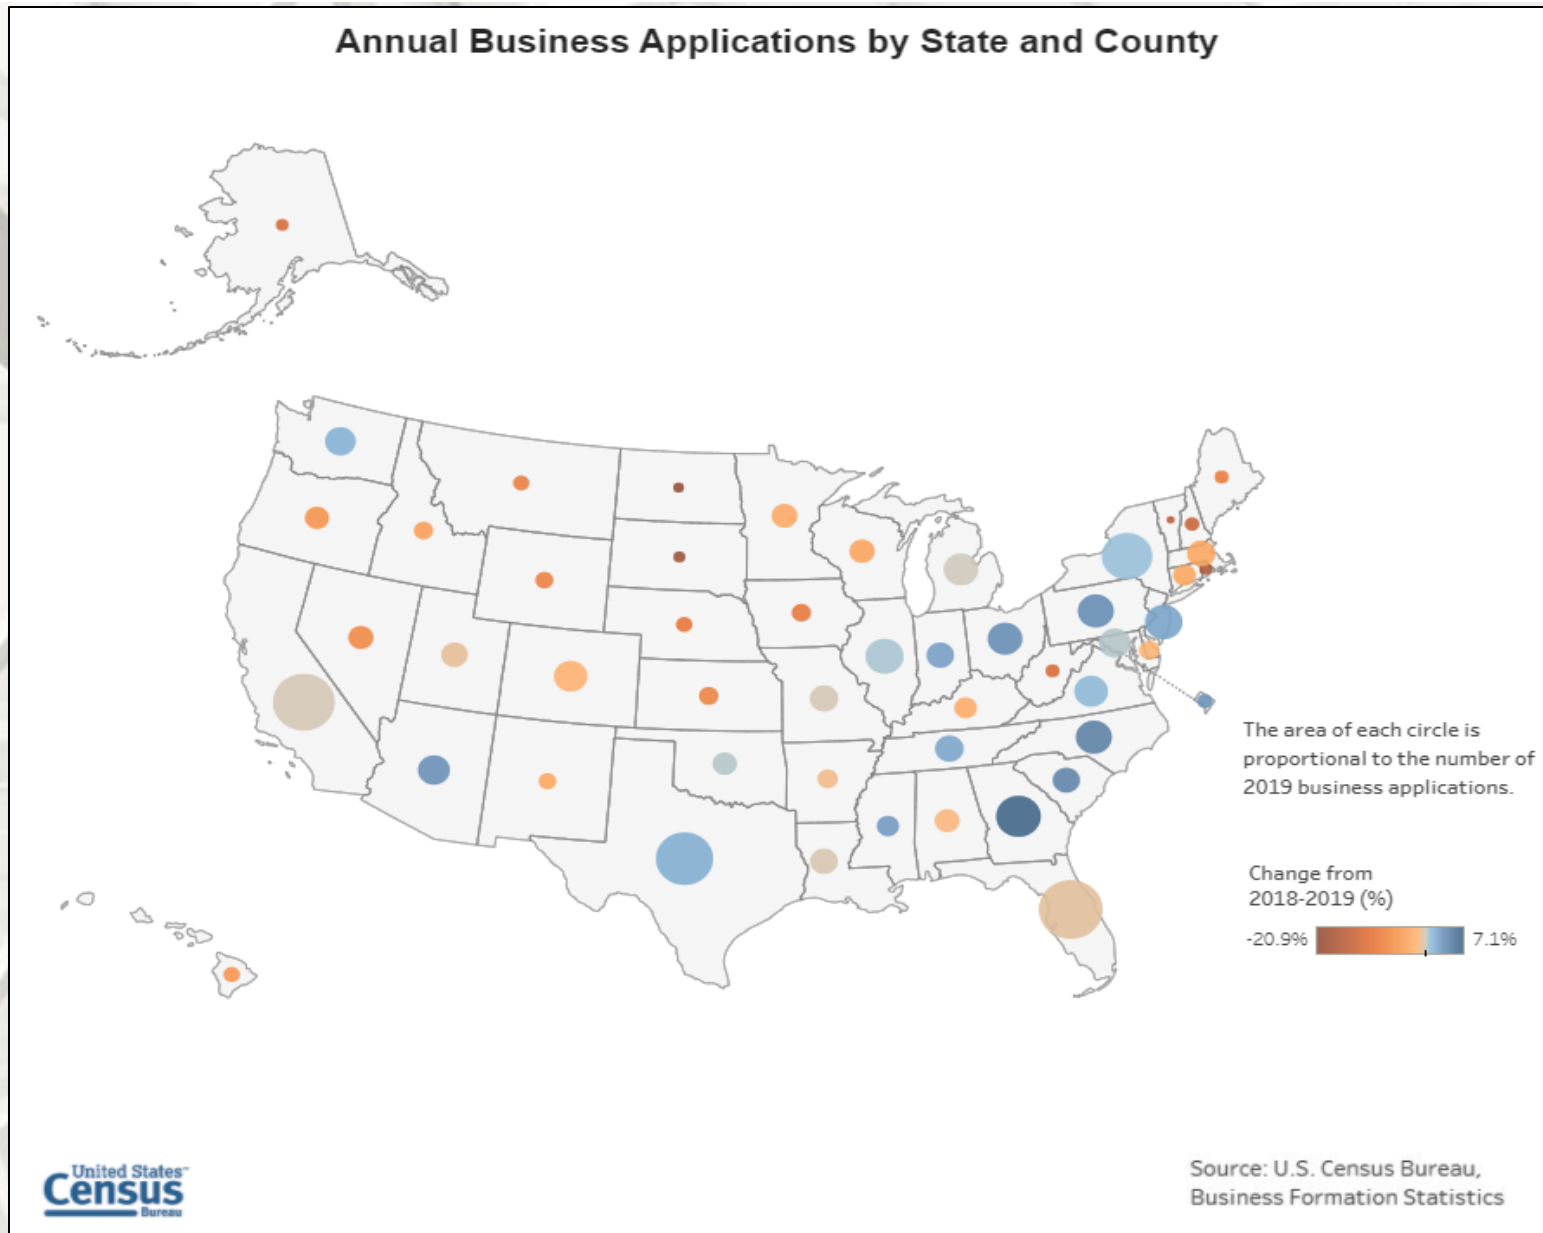 Annual Business Applications by State and County
The area of each circle is
proportional to the number of
2019 business applications.
Change from
2018-2019 (%)
-20.9% 7.1%
United States™
Census
Bureau
Source: U.S. Census Bureau,
Business Formation Statistics